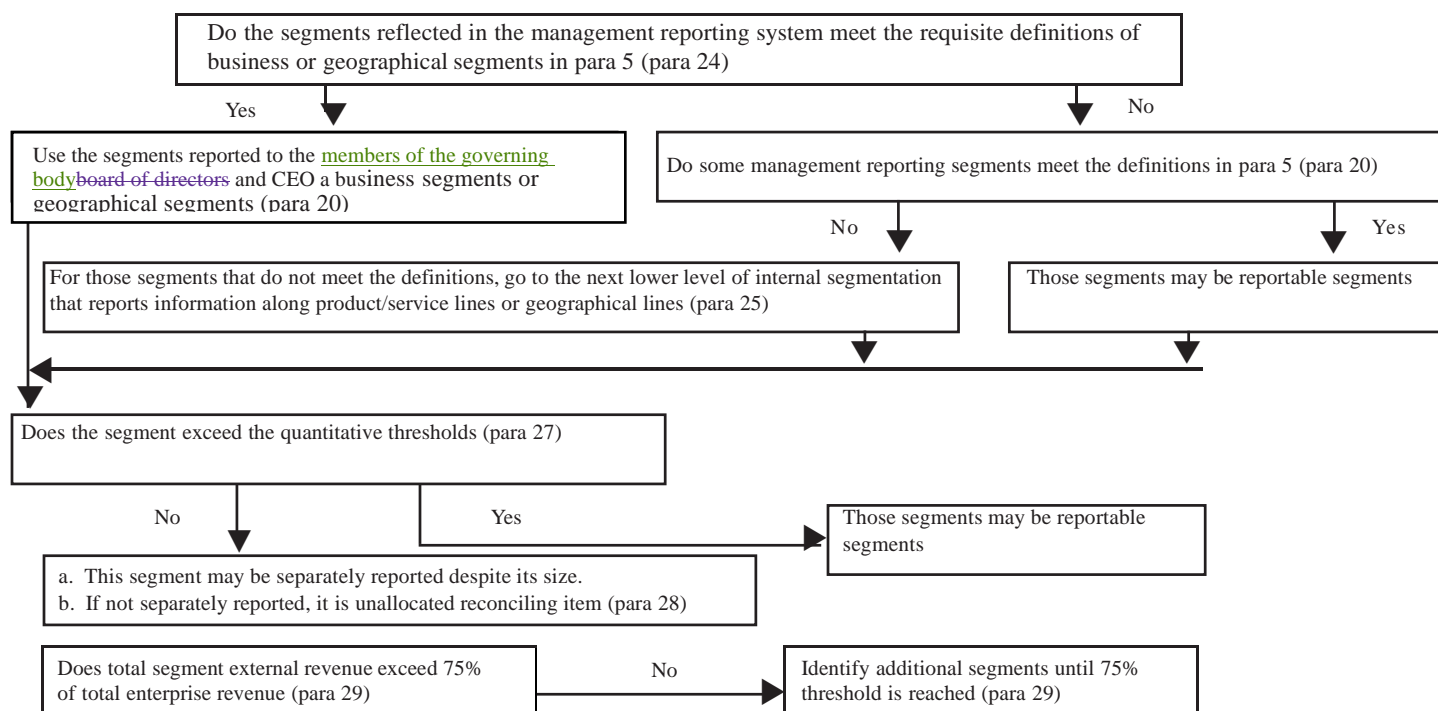 Do the segments reflected in the management reporting system meet the requisite definitions of
business or geographical segments in para 5 (para 24)
Yes
No
Use the segments reported to the members of the governing
bodyboard of directors and CEO a business segments or
geographical segments (para 20)
Do some management reporting segments meet the definitions in para 5 (para 20)
No
Yes
For those segments that do not meet the definitions, go to the next lower level of internal segmentation
that reports information along product/service lines or geographical lines (para 25)
Those segments may be reportable segments
Does the segment exceed the quantitative thresholds (para 27)
No
Yes
Those segments may be reportable
segments
a. This segment may be separately reported despite its size.
b. If not separately reported, it is unallocated reconciling item (para 28)
Does total segment external revenue exceed 75%
of total enterprise revenue (para 29)
No
Identify additional segments until 75%
threshold is reached (para 29)